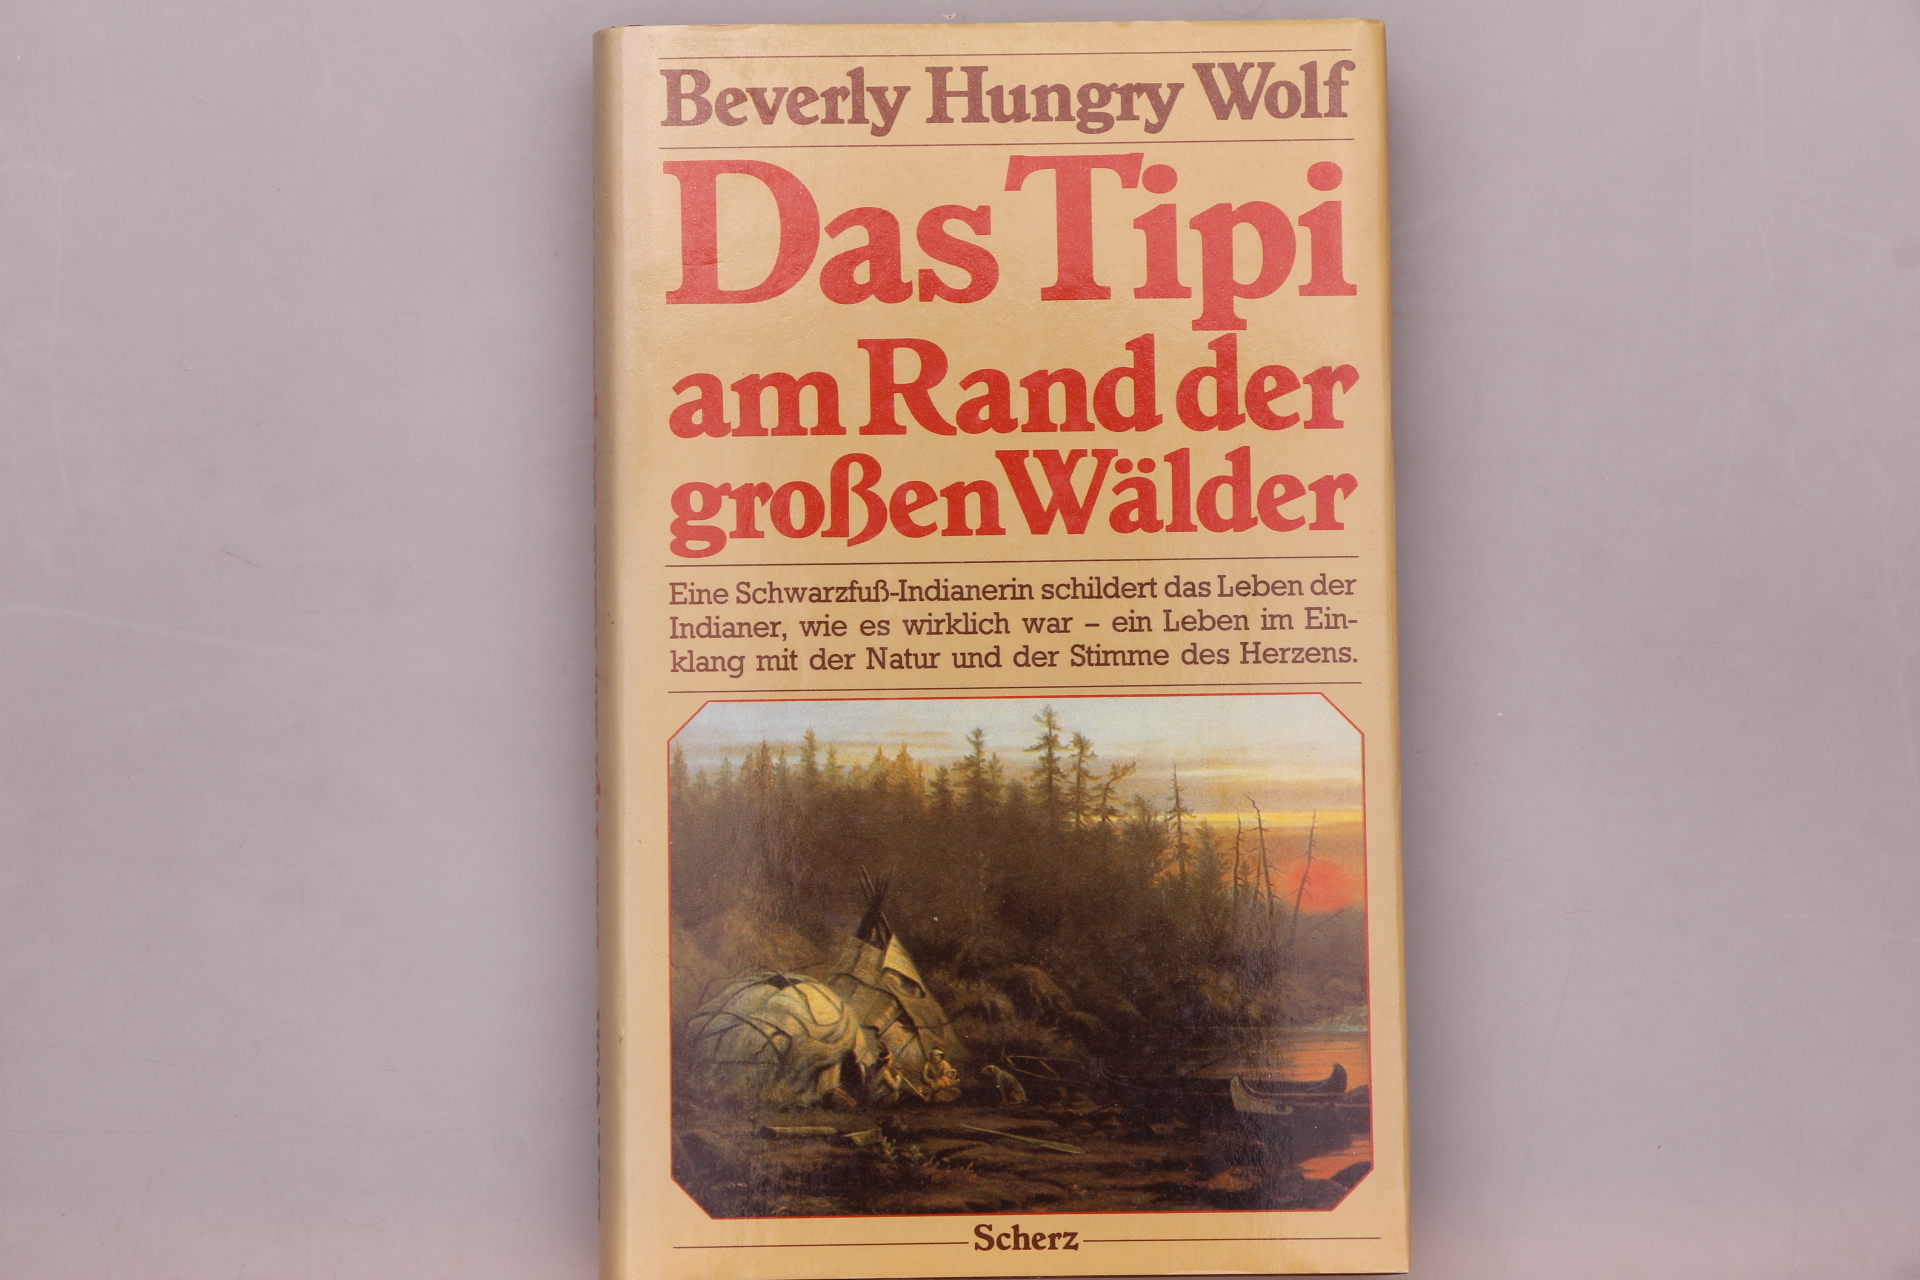 Beverly Hungry Wolf
Das Tipi
am Rand der
großen Wälder
Eine Schwarzfuß-Indianerin schildert das Leben der
Indianer, wie es wirklich war – ein Leben im Ein-
klang mit der Natur und der Stimme des Herzens.
Scherz